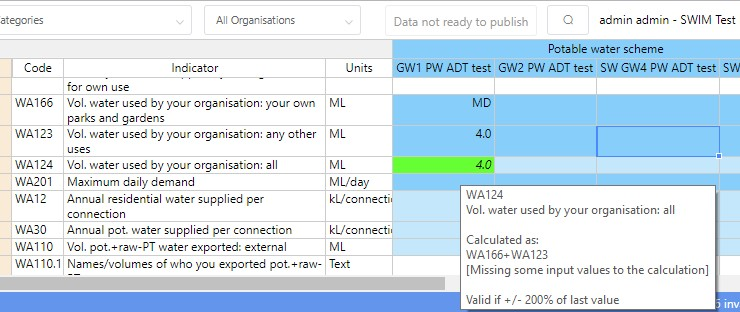 ategories
All Organisations
Data not ready to publish
admin admin - SWIM Test
Potable water scheme
Code Indicator Units GW1 PW ADT test GW2 PW ADT test SW GW4 PW ADT test SW
for own use
WA166 Vol. water used by your organisation: your own parks and gardens ML MD
WA123 Vol. water used by your organisation: any other uses ML 4.0
WA124 Vol. water used by your organisation: all ML 4.0
WA201 Maximum daily demand ML/day
WA12 Annual residential water supplied per connection kL/connecti
WA30 Annual pot. water supplied per connection kL/connecti
WA110 Vol. pot.+raw-PT water exported: external ML
WA110.1 Names/volumes of who you exported pot.+raw- Text
WA124
Vol. water used by your organisation: all
Calculated as:
WA166+WA123
[Missing some input values to the calculation]
Valid if +/- 200% of last value
5 inv